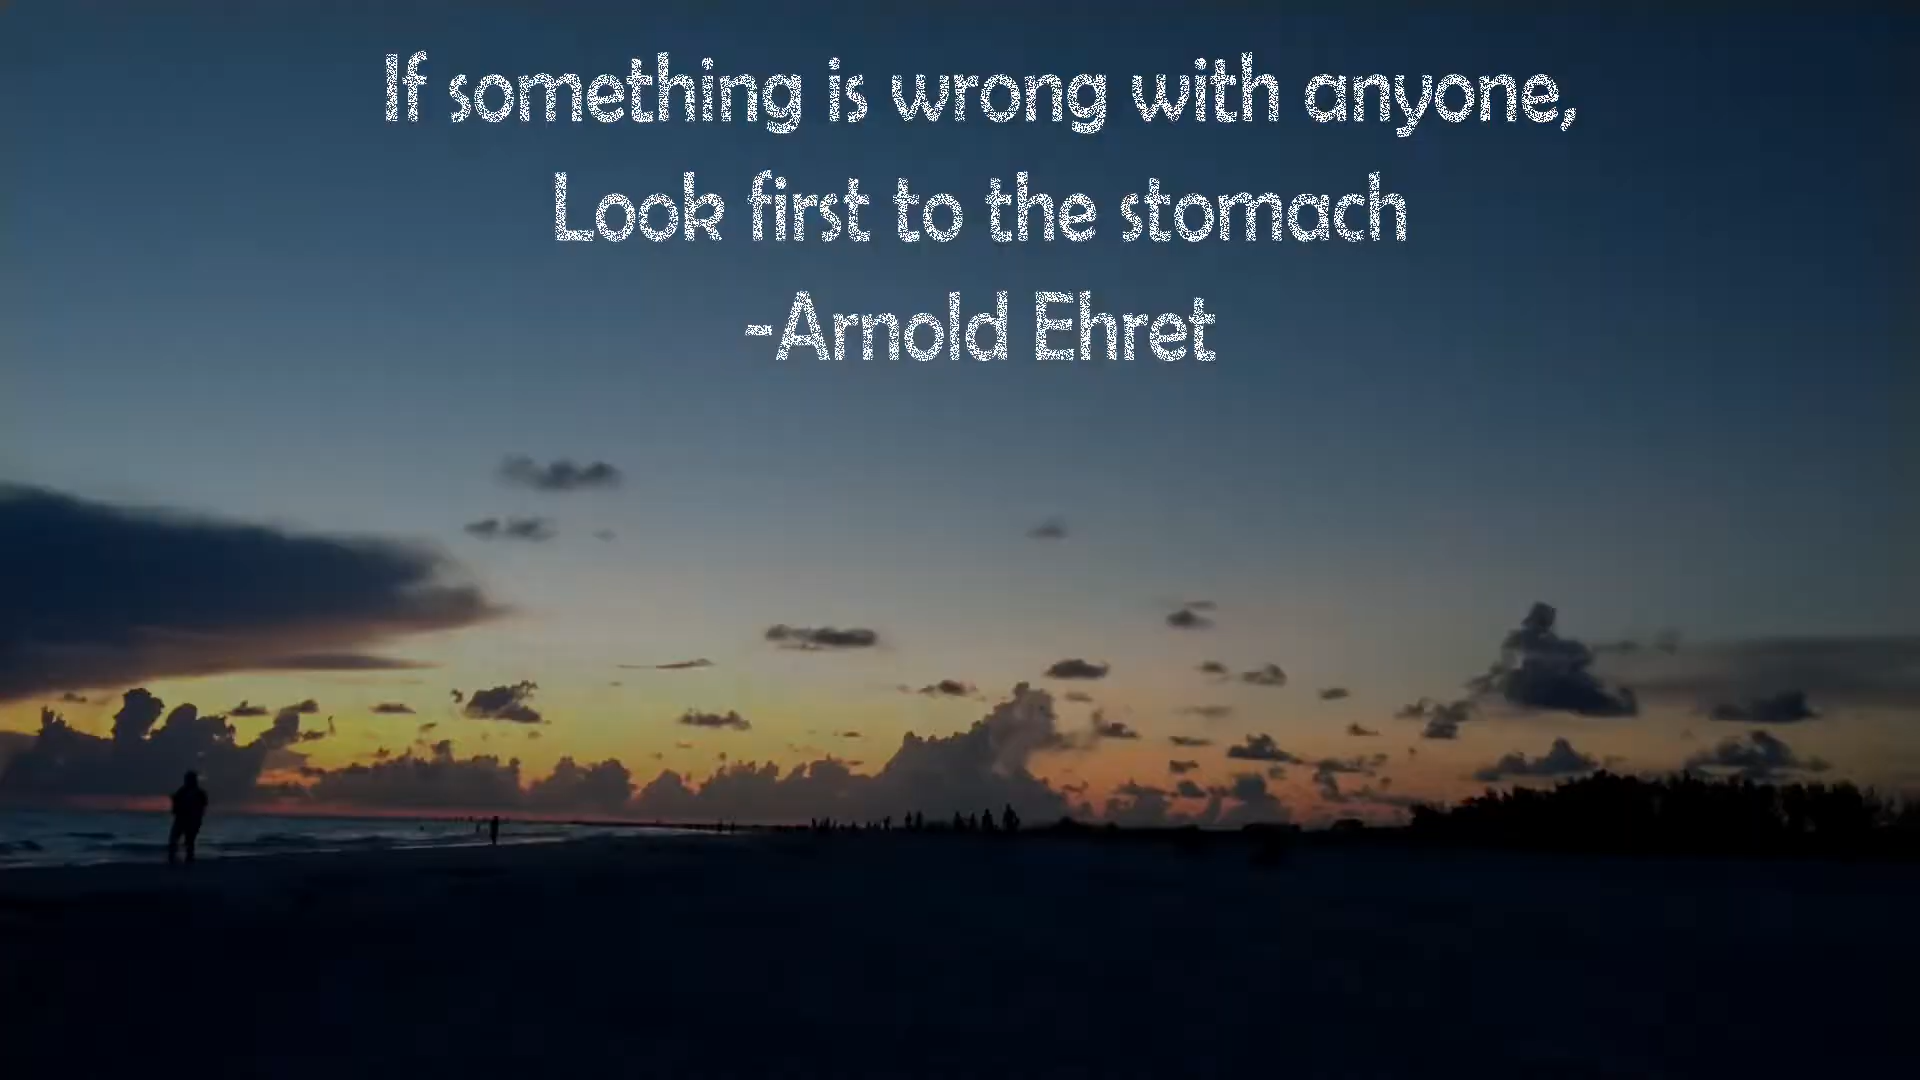 If something is wrong with anyone,
Look first to the stomach
-Arnold Ehret